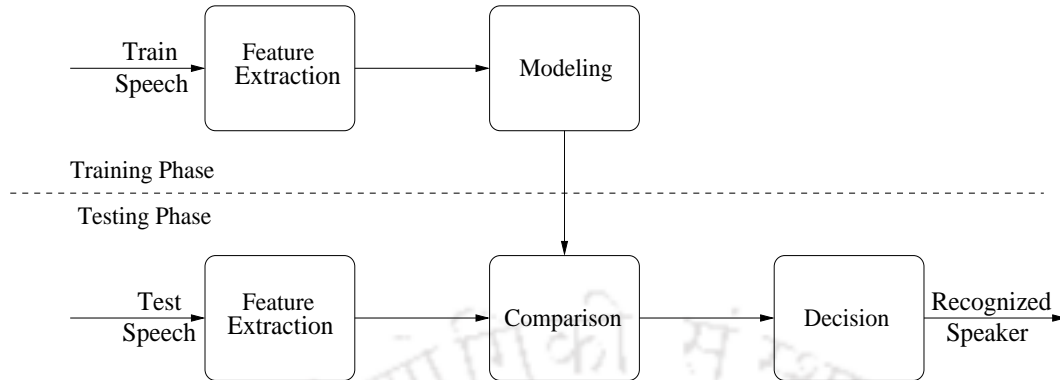 Train
Speech
Feature
Extraction
Modeling
Training Phase
Testing Phase
Test
Speech
Feature
Extraction
Comparison
Decision
Recognized
Speaker